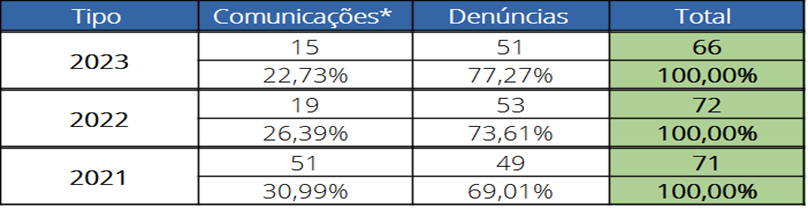 Tipo Comunicações* Denúncias Total
2023 15 51 66
22,73% 77,27% 100,00%
2022 19 53 72
26,39% 73,61% 100,00%
2021 51 49 71
30,99% 69,01% 100,00%